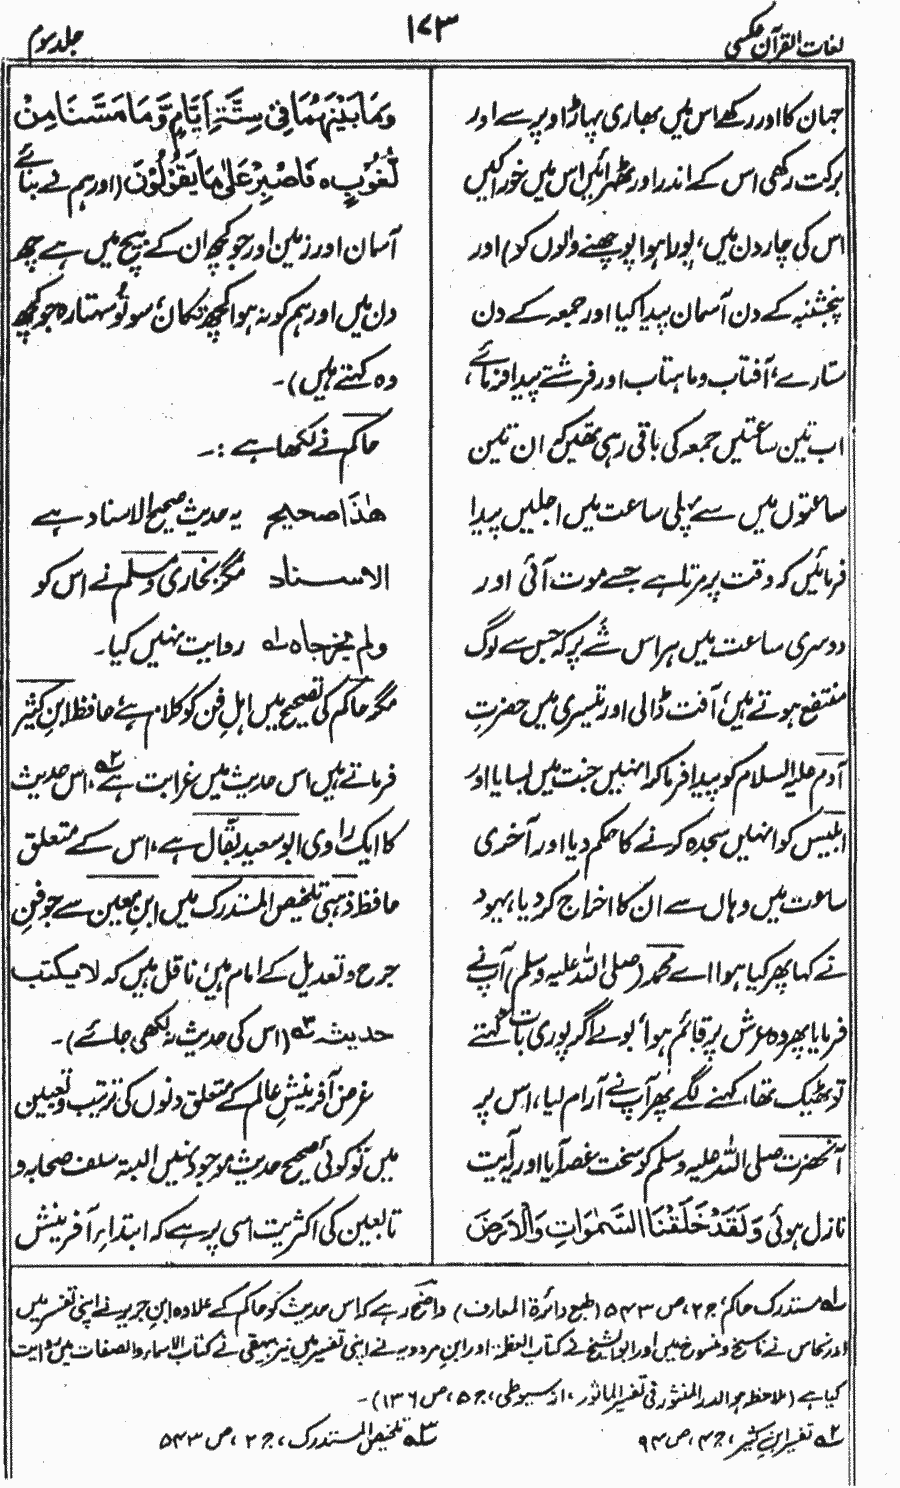 لغات القرآن عکسی
۱۷۳
جلد سوم
جہان کا اور رکھے اس میں بھاری پہاڑ اوپر سے اور
برکت رکھی اس کے اندر اور ٹھہرائیں اس میں خوراکیں
اس کی چار دن میں، پورا ہوا پوچھنے والوں کو) اور
پنجشنبہ کے دن آسمان پیدا کیا اور جمعہ کے دن
ستارے، آفتاب و ماہتاب اور فرشتے پیدا فرمائے،
اب تین ساعتیں جمعہ کی باقی رہی تھیں کہ ان تین
ساعتوں میں سے پہلی ساعت میں اجلیں پیدا
فرمائیں کہ وقت پر مرتا ہے جسے موت آئی اور
دوسری ساعت میں ہر اس شے پر کہ جس سے لوگ
منتفع ہوتے ہیں، آفت ڈالی اور تیسری میں حضرتِ
آدم علیہ السلام کو پیدا فرما کر انہیں جنت میں بسایا اور
ابلیس کو انہیں سجدہ کرنے کا حکم دیا اور آخری
ساعت میں وہاں سے ان کا اخراج کر دیا، یہود
نے کہا پھر کیا ہوا اے محمد (صلی اللہ علیہ وسلم) آپ نے
فرمایا پھر وہ عرش پر قائم ہوا، بولے اگر پوری بات کہتے
تو ٹھیک تھا، کہنے لگے پھر آپ نے آرام لیا، اس پر
آنحضرت صلی اللہ علیہ وسلم کو سخت غصہ آیا اور یہ آیت
نازل ہوئی وَلَقَدْ خَلَقْنَا السَّمٰوَاتِ وَالْاَرْضَ
وَمَا بَيْنَهُمَا فِي سِتَّةِ اَيَّامٍ وَّمَا مَسَّنَا مِنْ
لُّغُوْبٍ ه فَاصْبِرْ عَلٰی مَا يَقُوْلُوْنَ (اور ہم نے بنائے
آسمان اور زمین اور جو کچھ ان کے بیچ میں ہے چھ
دن میں اور ہم کو نہ ہوا کچھ تکان، سو تُو سہتا رہ جو کچھ
وہ کہتے ہیں)۔
حاکم نے لکھا ہے :۔
هٰذَا صحیح یہ حدیث صحیح الاسناد ہے
الاسناد مگر بخاری و مسلم نے اس کو
ولم یخرجاہ لہ روایت نہیں کیا۔
مگر حاکم کی تصحیح میں اہلِ فن کو کلام ہے، حافظ ابن کثیر
فرماتے ہیں اس حدیث میں غرابت ہے ۲؎، اس حدیث
کا ایک راوی ابوسعید بقّال ہے، اس کے متعلق
حافظ ذہبی تلخیص المستدرک میں ابن معین سے جو فنِ
جرح و تعدیل کے امام ہیں، ناقل ہیں کہ لا یکتب
حدیثہ ۳؎ (اس کی حدیث نہ لکھی جائے)۔
غرض آفرینشِ عالم کے متعلق دنوں کی ترتیب و تعیین
میں تو کوئی صحیح حدیث موجود نہیں البتہ سلف صحابہ و
تابعین کی اکثریت اسی پر ہے کہ ابتداءِ آفرینش
۱؎ مستدرک حاکم، ج ۲، ص ۵۴۳ (طبع دائرۃ المعارف) واضح رہے کہ اس حدیث کو حاکم کے علاوہ ابن جریر نے اپنی تفسیر میں
اور نحاس نے ناسخ و منسوخ میں اور ابوالشیخ نے کتاب العظمہ اور ابن مردویہ نے اپنی تفسیر میں نیز بیہقی نے کتاب الاسماء والصفات میں روایت
کیا ہے (ملاحظہ ہو الدر المنثور فی تفسیر الماثور، از سیوطی، ج ۵، ص ۱۳۶)۔
۲؎ تفسیر ابن کثیر، ج ۴، ص ۹۴
۳؎ تلخیص المستدرک، ج ۲، ص ۵۴۳